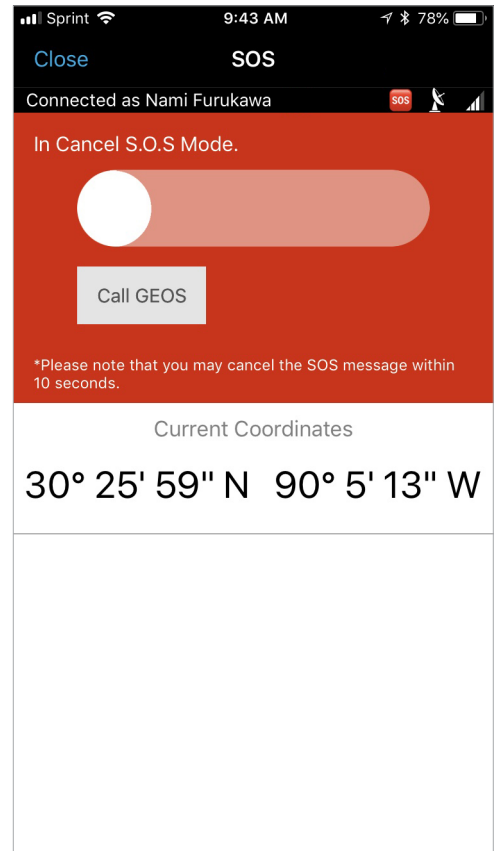 Sprint 9:43 AM 78%
Close SOS
Connected as Nami Furukawa SOS
In Cancel S.O.S Mode.
Call GEOS
*Please note that you may cancel the SOS message within
10 seconds.
Current Coordinates
30° 25' 59" N 90° 5' 13" W